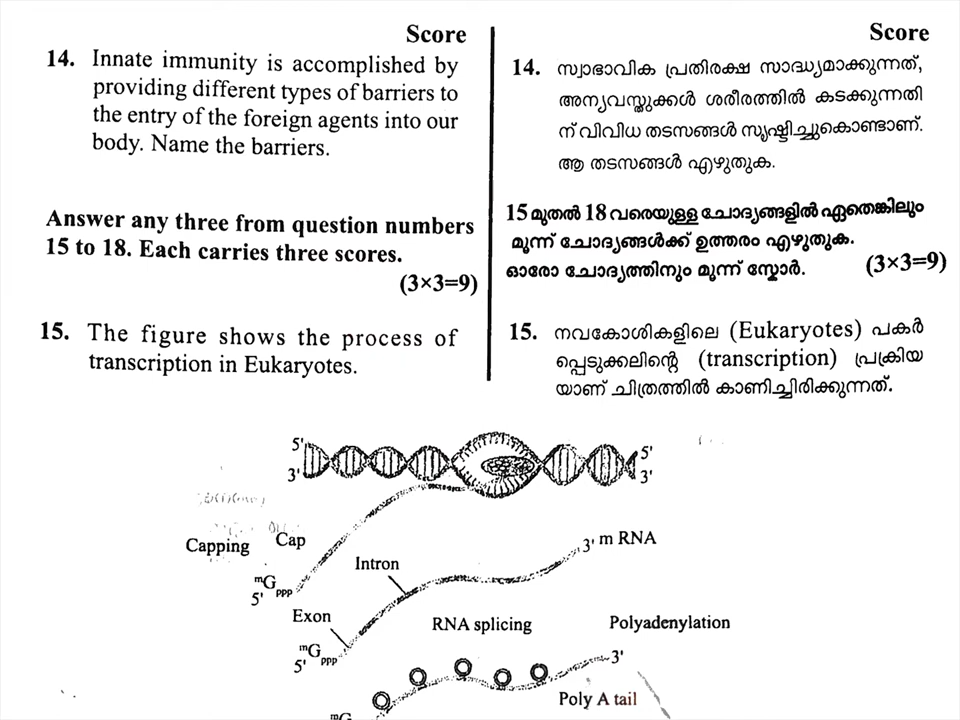 Score
14. Innate immunity is accomplished by
providing different types of barriers to
the entry of the foreign agents into our
body. Name the barriers.
Answer any three from question numbers
15 to 18. Each carries three scores.
(3×3=9)
15. The figure shows the process of
transcription in Eukaryotes.
Score
14. സ്വാഭാവിക പ്രതിരക്ഷ സാദ്ധ്യമാക്കുന്നത്,
അന്യവസ്തുക്കൾ ശരീരത്തിൽ കടക്കുന്നതി
ന് വിവിധ തടസങ്ങൾ സൃഷ്ടിച്ചുകൊണ്ടാണ്.
ആ തടസങ്ങൾ എഴുതുക.
15 മുതൽ 18 വരെയുള്ള ചോദ്യങ്ങളിൽ ഏതെങ്കിലും
മൂന്ന് ചോദ്യങ്ങൾക്ക് ഉത്തരം എഴുതുക.
ഓരോ ചോദ്യത്തിനും മൂന്ന് സ്കോർ. (3×3=9)
15. നവകോശികളിലെ (Eukaryotes) പകർ
പ്പെടുക്കലിന്റെ (transcription) പ്രക്രിയ
യാണ് ചിത്രത്തിൽ കാണിച്ചിരിക്കുന്നത്.
5' 5'
3' 3'
Capping Cap
mG ppp
5'
3' m RNA
Intron
Exon
RNA splicing Polyadenylation
mG ppp
5'
3'
Poly A tail
mG